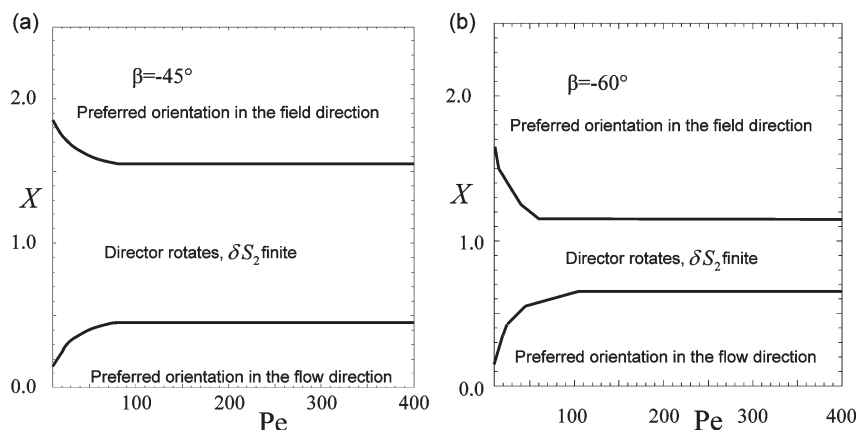 (a)
β=-45°
2.0
Preferred orientation in the field direction
X
1.0
Director rotates, δS₂ finite
0.0
Preferred orientation in the flow direction
100
200
300
400
Pe
(b)
β=-60°
2.0
Preferred orientation in the field direction
X
1.0
Director rotates, δS₂ finite
Preferred orientation in the flow direction
0.0
100
200
300
400
Pe